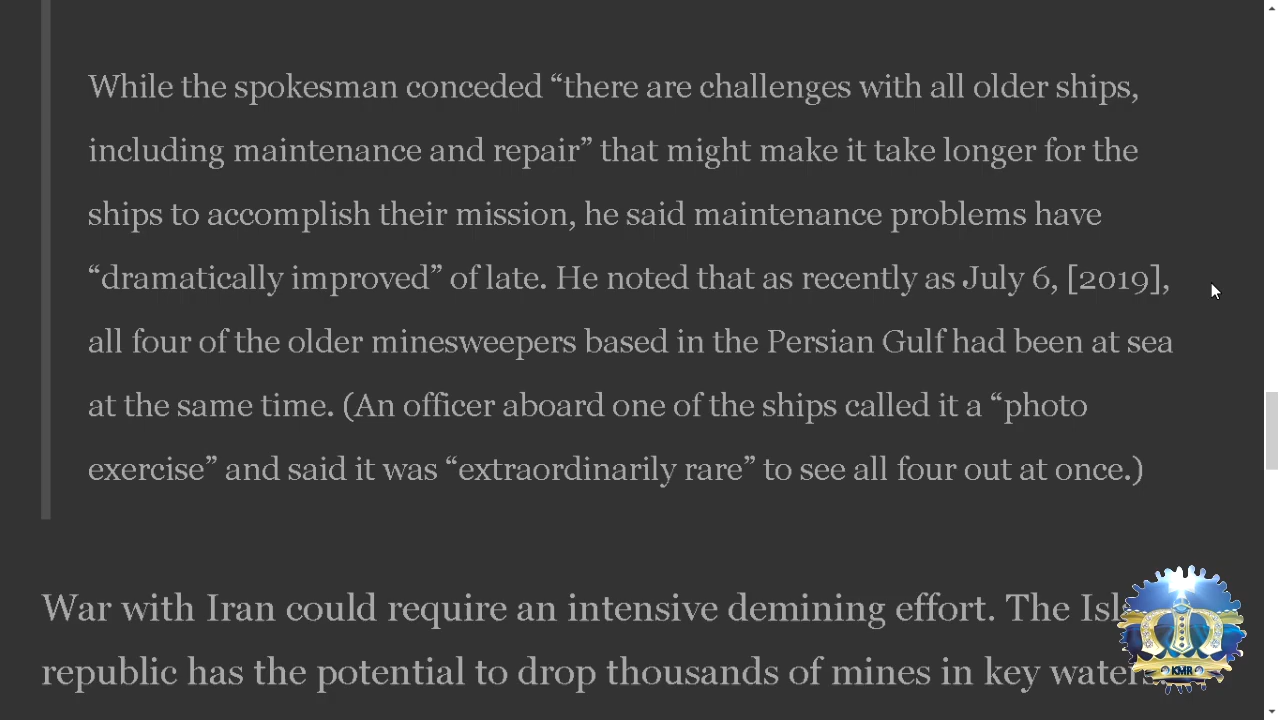 While the spokesman conceded “there are challenges with all older ships,
including maintenance and repair” that might make it take longer for the
ships to accomplish their mission, he said maintenance problems have
“dramatically improved” of late. He noted that as recently as July 6, [2019],
all four of the older minesweepers based in the Persian Gulf had been at sea
at the same time. (An officer aboard one of the ships called it a “photo
exercise” and said it was “extraordinarily rare” to see all four out at once.)
War with Iran could require an intensive demining effort. The
republic has the potential to drop thousands of mines in key
KMR